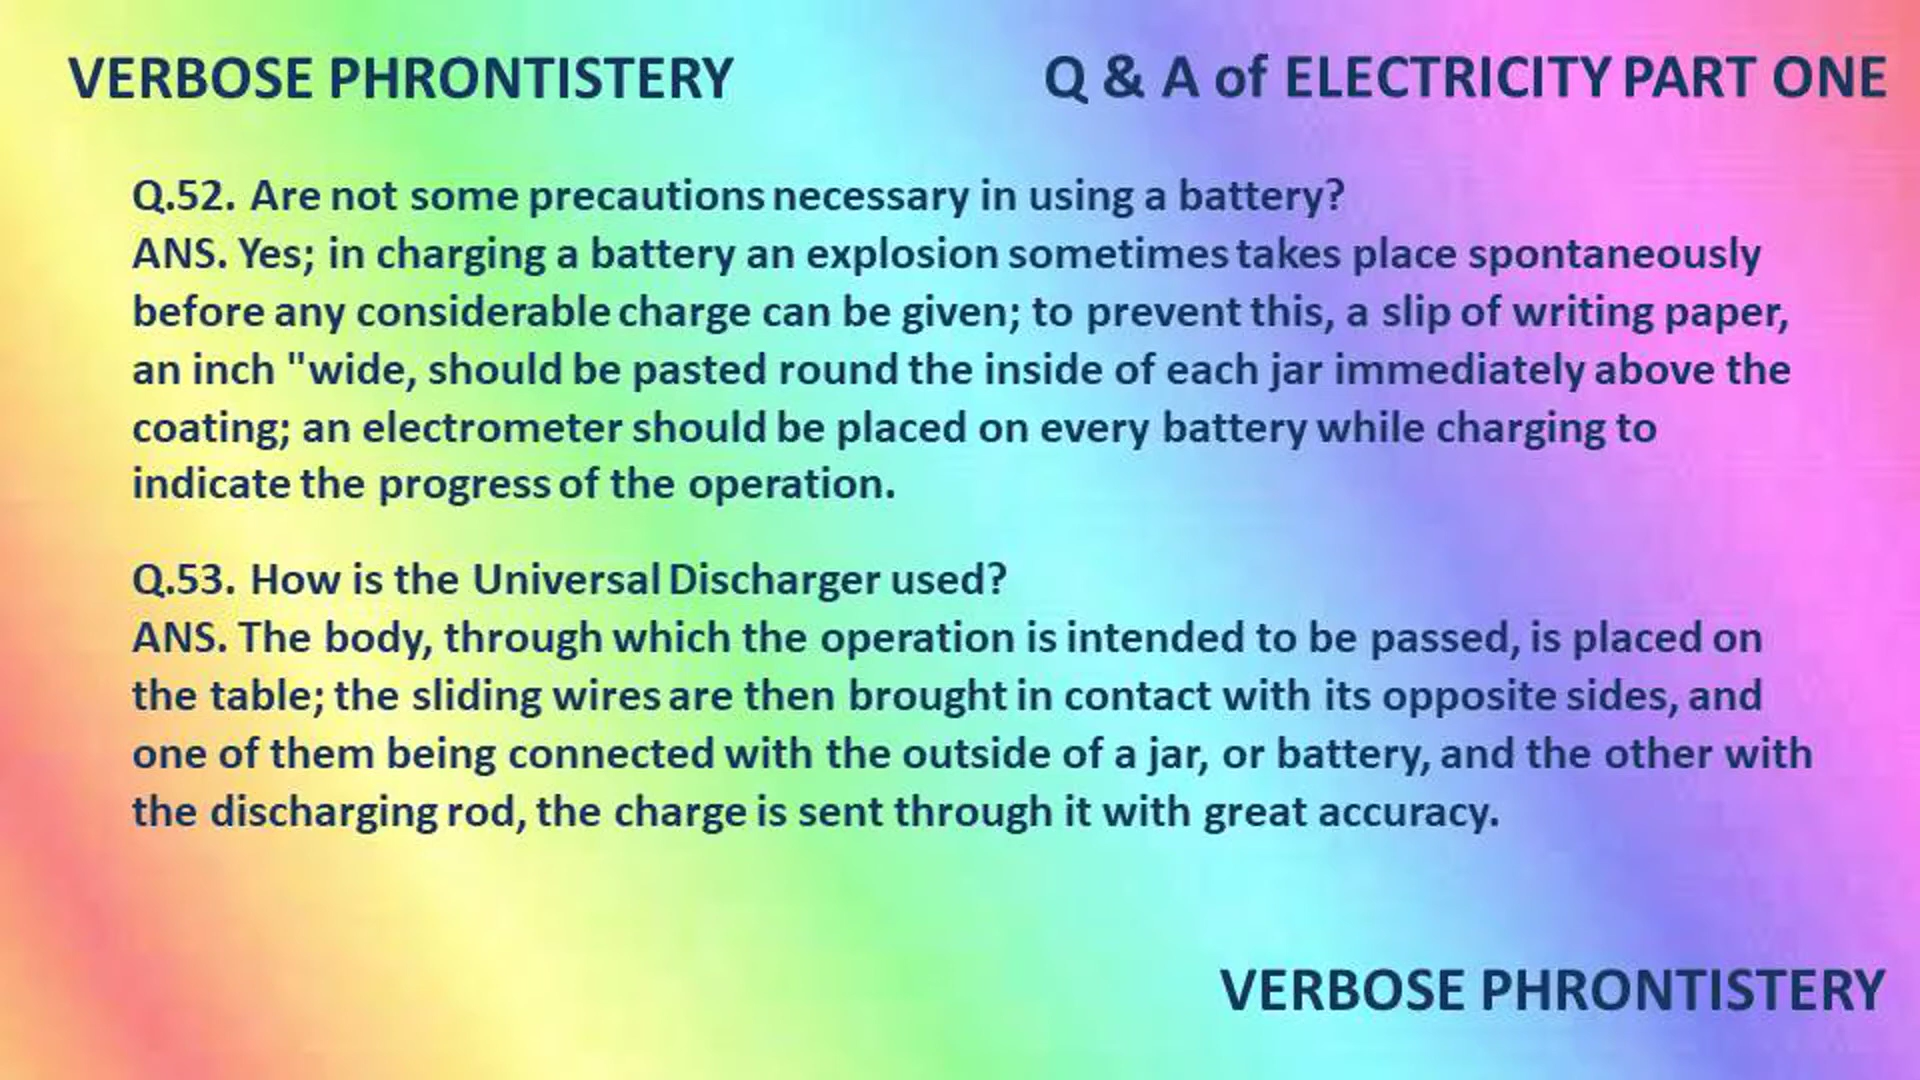 VERBOSE PHRONTISTERY
Q & A of ELECTRICITY PART ONE
Q.52. Are not some precautions necessary in using a battery?
ANS. Yes; in charging a battery an explosion sometimes takes place spontaneously
before any considerable charge can be given; to prevent this, a slip of writing paper,
an inch "wide, should be pasted round the inside of each jar immediately above the
coating; an electrometer should be placed on every battery while charging to
indicate the progress of the operation.
Q.53. How is the Universal Discharger used?
ANS. The body, through which the operation is intended to be passed, is placed on
the table; the sliding wires are then brought in contact with its opposite sides, and
one of them being connected with the outside of a jar, or battery, and the other with
the discharging rod, the charge is sent through it with great accuracy.
VERBOSE PHRONTISTERY